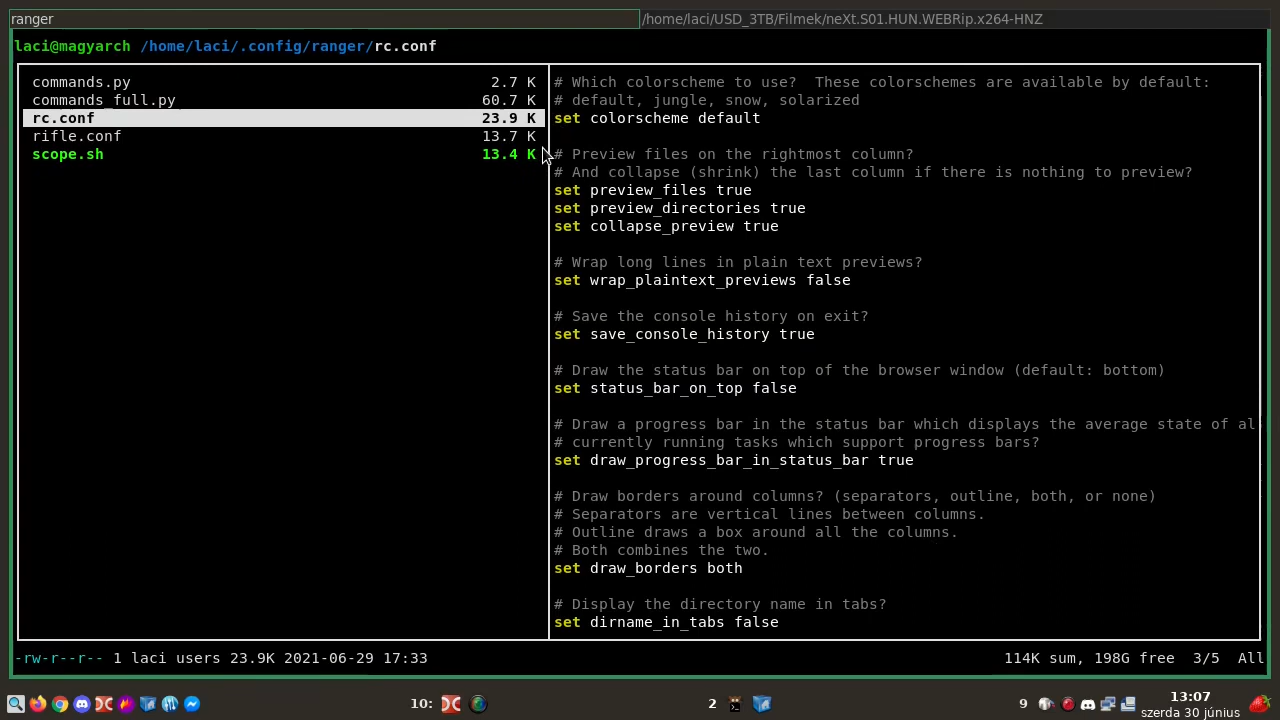 ranger
/home/laci/USD_3TB/Filmek/neXt.S01.HUN.WEBRip.x264-HNZ
laci@magyarch /home/laci/.config/ranger/rc.conf
commands.py 2.7 K
commands_full.py 60.7 K
rc.conf 23.9 K
rifle.conf 13.7 K
scope.sh 13.4 K
# Which colorscheme to use?  These colorschemes are available by default:
# default, jungle, snow, solarized
set colorscheme default
# Preview files on the rightmost column?
# And collapse (shrink) the last column if there is nothing to preview?
set preview_files true
set preview_directories true
set collapse_preview true
# Wrap long lines in plain text previews?
set wrap_plaintext_previews false
# Save the console history on exit?
set save_console_history true
# Draw the status bar on top of the browser window (default: bottom)
set status_bar_on_top false
# Draw a progress bar in the status bar which displays the average state of al
# currently running tasks which support progress bars?
set draw_progress_bar_in_status_bar true
# Draw borders around columns? (separators, outline, both, or none)
# Separators are vertical lines between columns.
# Outline draws a box around all the columns.
# Both combines the two.
set draw_borders both
# Display the directory name in tabs?
set dirname_in_tabs false
-rw-r--r-- 1 laci users 23.9K 2021-06-29 17:33
114K sum, 198G free  3/5  All
10:
2
9
13:07
szerda 30 június